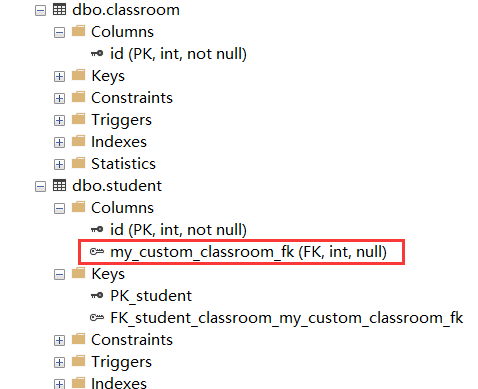 dbo.classroom
Columns
id (PK, int, not null)
Keys
Constraints
Triggers
Indexes
Statistics
dbo.student
Columns
id (PK, int, not null)
my_custom_classroom_fk (FK, int, null)
Keys
PK_student
FK_student_classroom_my_custom_classroom_fk
Constraints
Triggers
Indexes